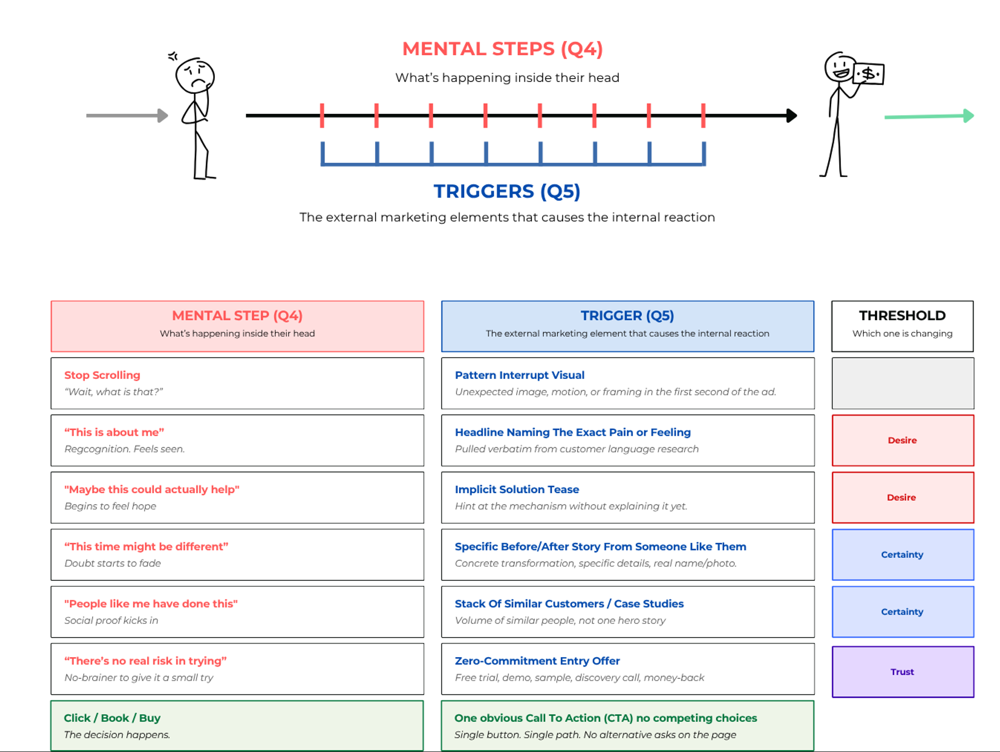 MENTAL STEPS (Q4)
What's happening inside their head
$
TRIGGERS (Q5)
The external marketing elements that causes the internal reaction
MENTAL STEP (Q4)
What's happening inside their head
TRIGGER (Q5)
The external marketing element that causes the internal reaction
THRESHOLD
Which one is changing
Stop Scrolling
“Wait, what is that?”
Pattern Interrupt Visual
Unexpected image, motion, or framing in the first second of the ad.
“This is about me”
Regcognition. Feels seen.
Headline Naming The Exact Pain or Feeling
Pulled verbatim from customer language research
Desire
"Maybe this could actually help"
Begins to feel hope
Implicit Solution Tease
Hint at the mechanism without explaining it yet.
Desire
“This time might be different”
Doubt starts to fade
Specific Before/After Story From Someone Like Them
Concrete transformation, specific details, real name/photo.
Certainty
"People like me have done this"
Social proof kicks in
Stack Of Similar Customers / Case Studies
Volume of similar people, not one hero story
Certainty
“There’s no real risk in trying”
No-brainer to give it a small try
Zero-Commitment Entry Offer
Free trial, demo, sample, discovery call, money-back
Trust
Click / Book / Buy
The decision happens.
One obvious Call To Action (CTA) no competing choices
Single button. Single path. No alternative asks on the page